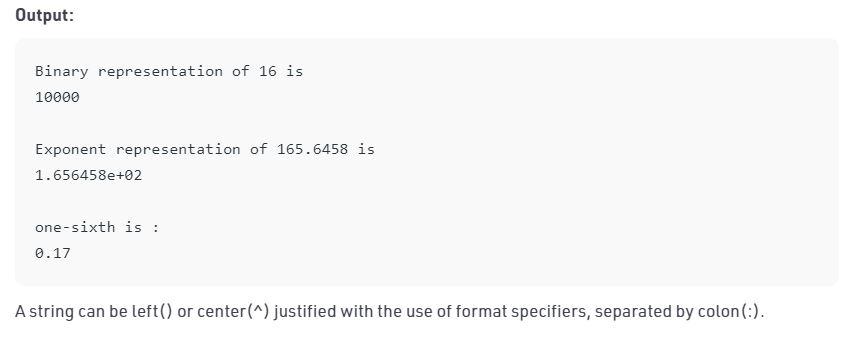 Output:
Binary representation of 16 is
10000
Exponent representation of 165.6458 is
1.656458e+02
one-sixth is :
0.17
A string can be left() or center(^) justified with the use of format specifiers, separated by colon(:).